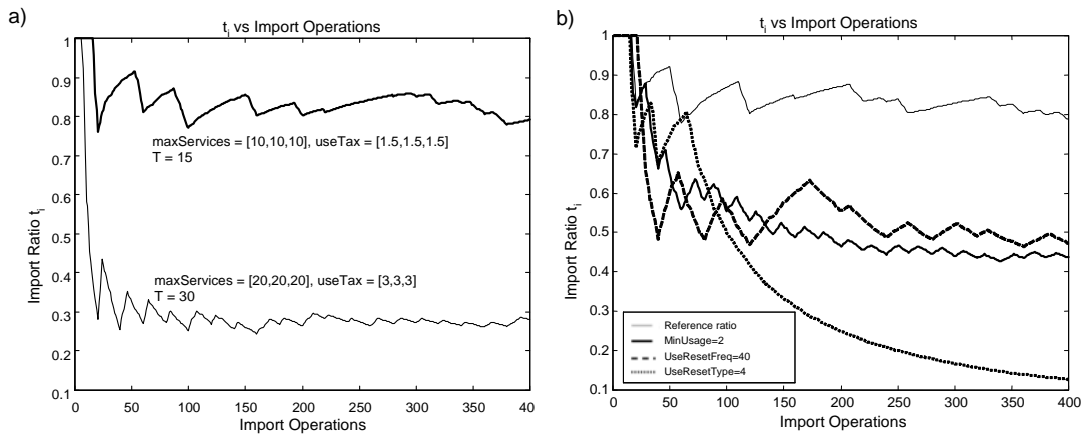 a)
t_i vs Import Operations
1
0.9
0.8
0.7
0.6
0.5
0.4
0.3
0.2
0.1
Import Ratio t_i
maxServices = [10,10,10], useTax = [1.5,1.5,1.5]
T = 15
maxServices = [20,20,20], useTax = [3,3,3]
T = 30
0 50 100 150 200 250 300 350 400
Import Operations
b)
t_i vs Import Operations
1
0.9
0.8
0.7
0.6
0.5
0.4
0.3
0.2
0.1
Import Ratio t_i
Reference ratio
MinUsage=2
UseResetFreq=40
UseResetType=4
0 50 100 150 200 250 300 350 400
Import Operations